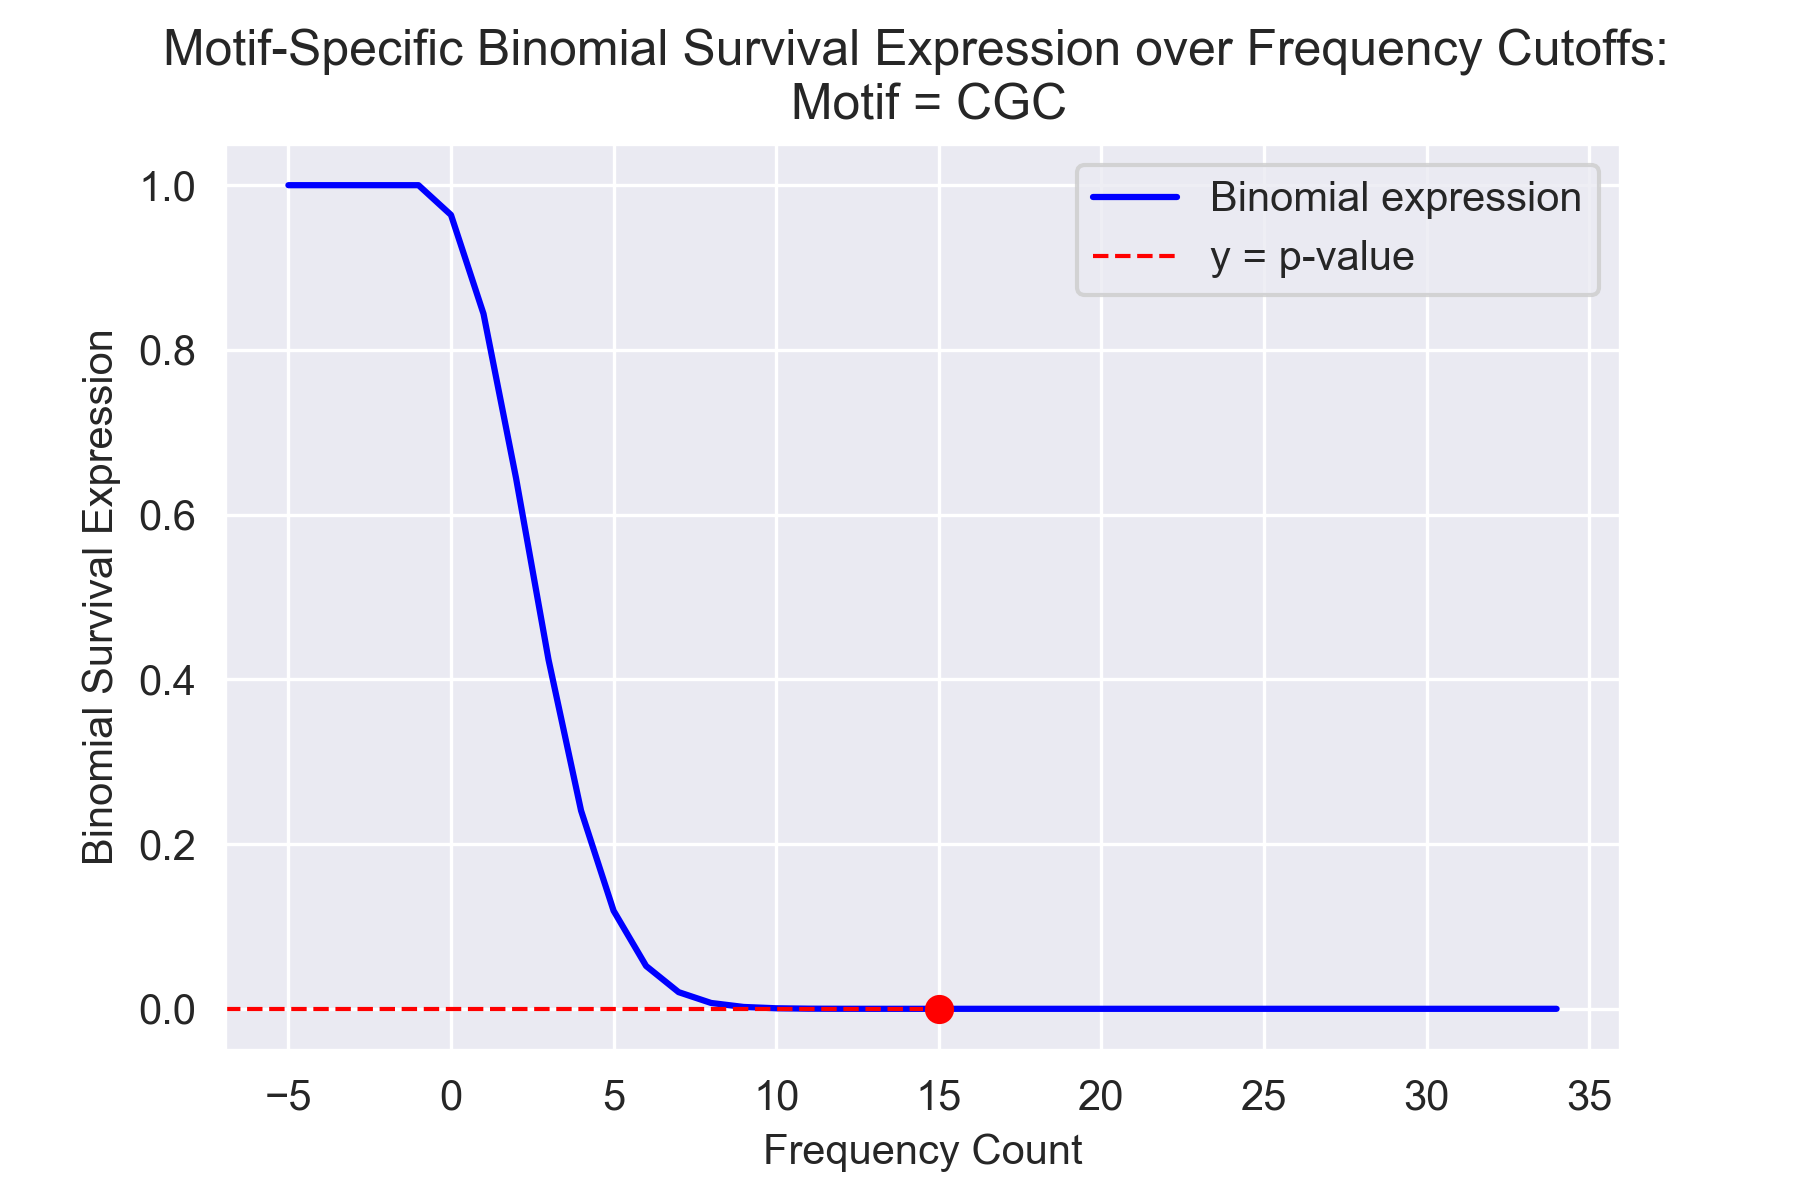 Motif-Specific Binomial Survival Expression over Frequency Cutoffs:
Motif = CGC
Binomial expression
y = p-value
Binomial Survival Expression
1.0
0.8
0.6
0.4
0.2
0.0
−5 0 5 10 15 20 25 30 35
Frequency Count